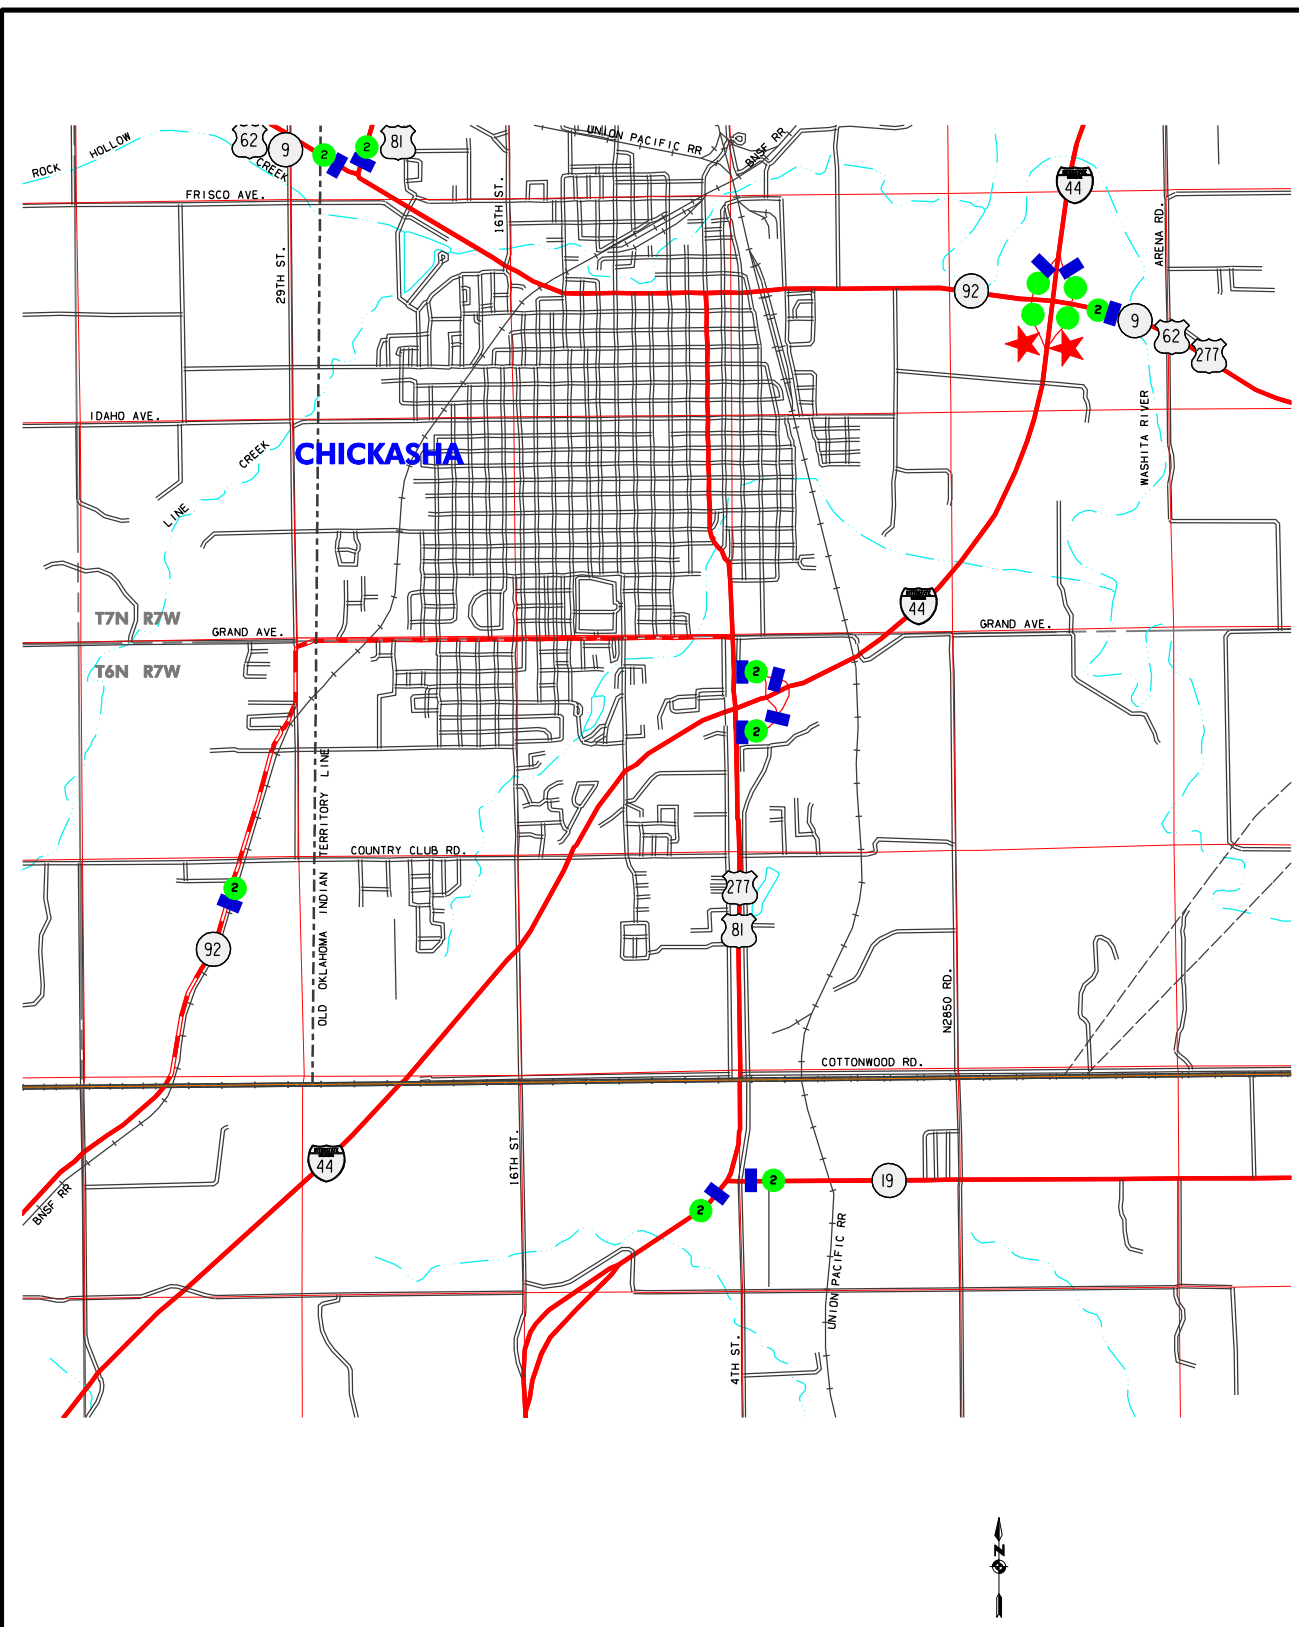 UNION PACIFIC RR
BNSF RR
62
9
2
2
81
ROCK HOLLOW
CREEK
FRISCO AVE.
16TH ST.
44
ARENA RD.
29TH ST.
92
2
9
62
277
IDAHO AVE.
CREEK
LINE
CHICKASHA
WASHITA RIVER
44
T7N R7W
GRAND AVE.
GRAND AVE.
T6N R7W
2
2
OLD OKLAHOMA INDIAN TERRITORY LINE
COUNTRY CLUB RD.
2
277
81
92
N2850 RD.
COTTONWOOD RD.
44
16TH ST.
BNSF RR
2
2
19
UNION PACIFIC RR
4TH ST.
N